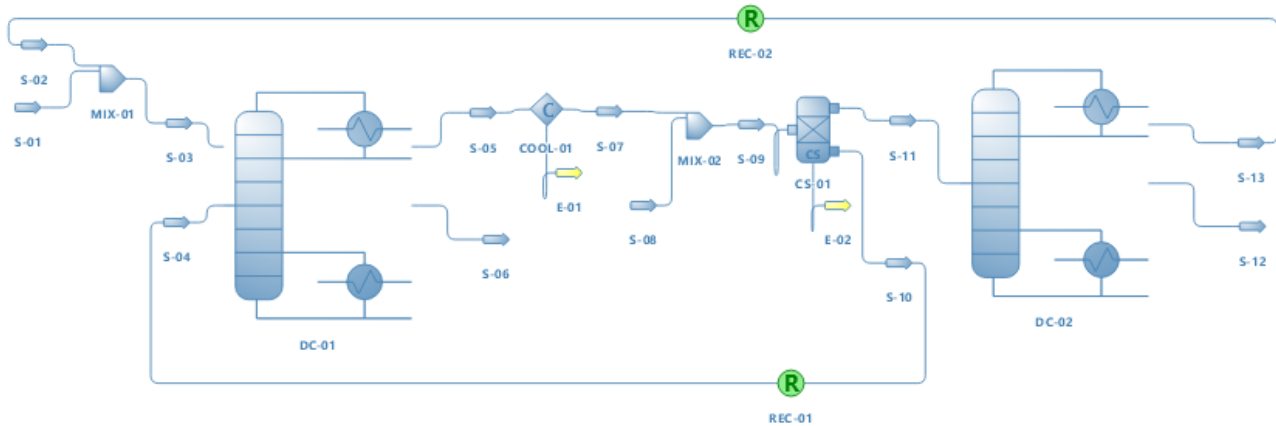 R
REC-02
S-02
MIX-01
S-01
S-03
S-05
C
COOL-01
S-07
MIX-02
S-09
CS
CS-01
S-11
S-13
S-04
E-01
S-08
E-02
S-06
S-10
S-12
DC-01
DC-02
R
REC-01